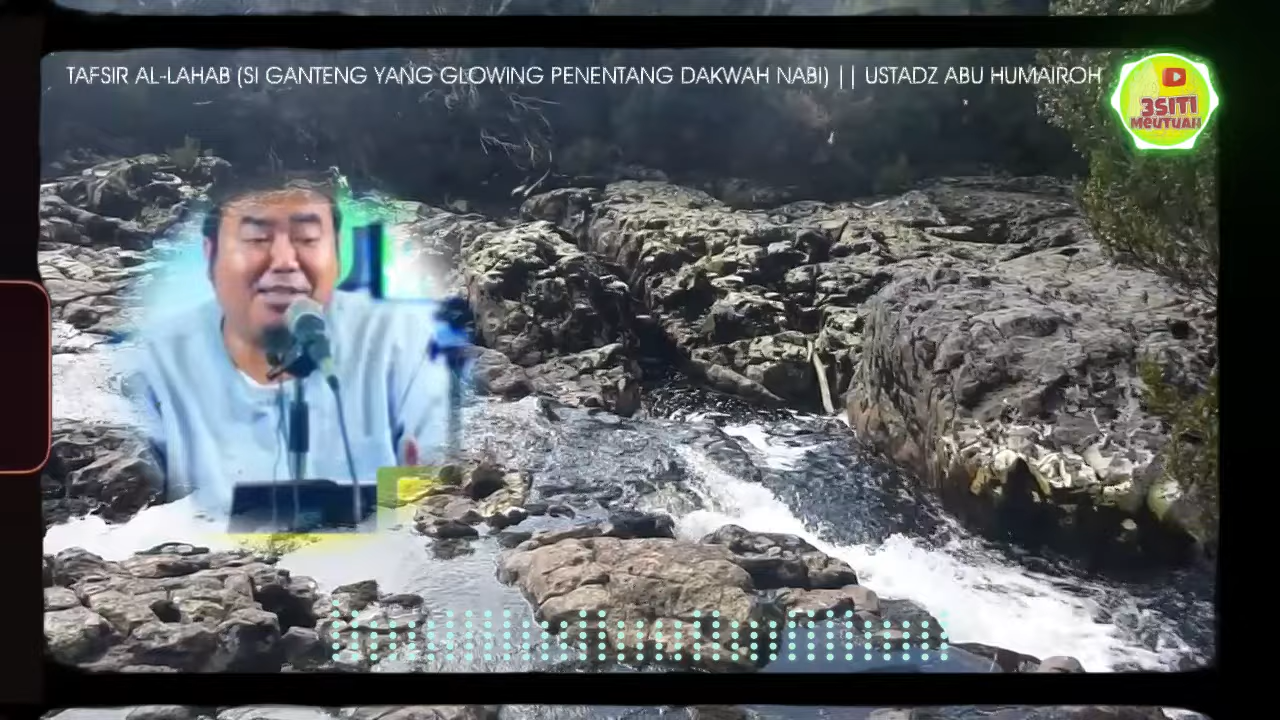 TAFSIR AL-LAHAB (SI GANTENG YANG GLOWING PENENTANG DAKWAH NABI) || USTADZ ABU HUMAIROH
3SITI
MEUTUAH